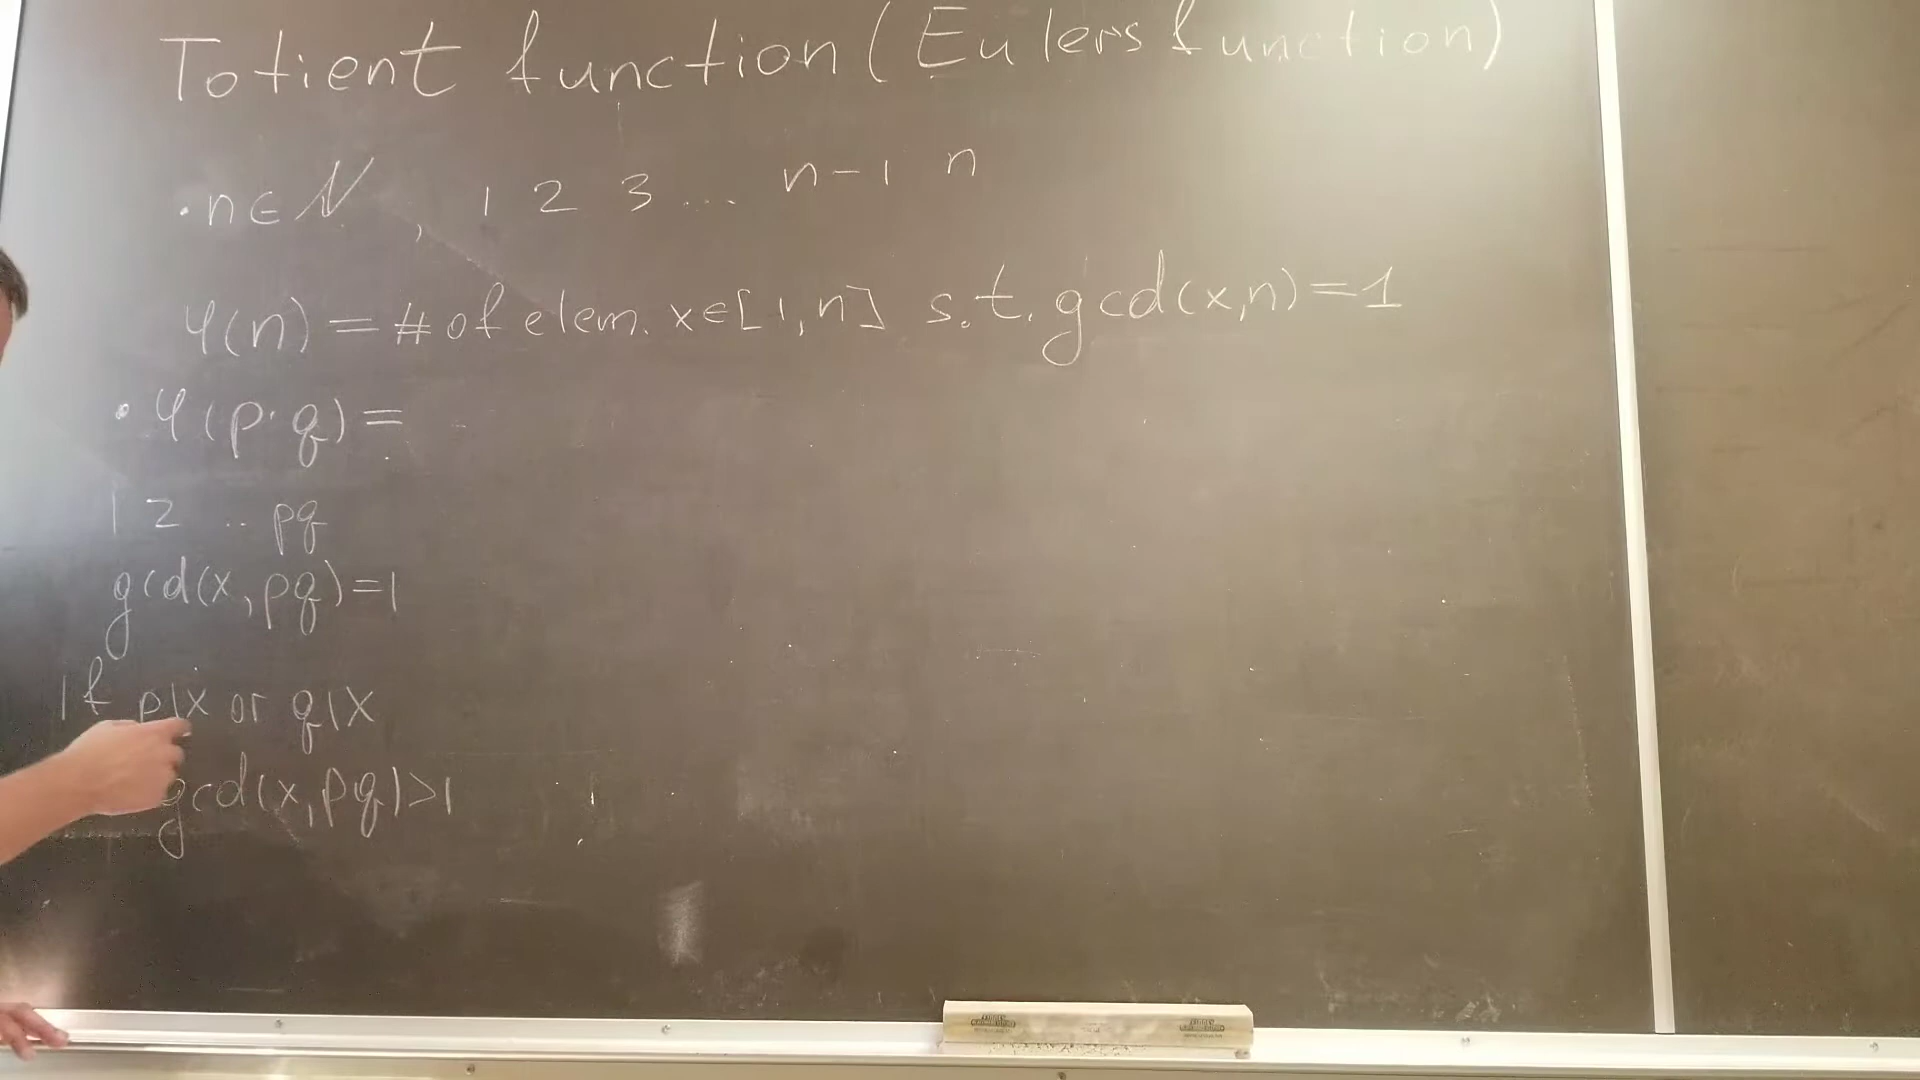 Totient function (Eulers function)
· n ∈ N , 1 2 3 ... n-1 n
φ(n) = # of elem. x∈[1,n] s.t. gcd(x,n)=1
· φ(p·q) =
1 2 .. pq
gcd(x,pq)=1
If p|x or q|x
gcd(x,pq)>1